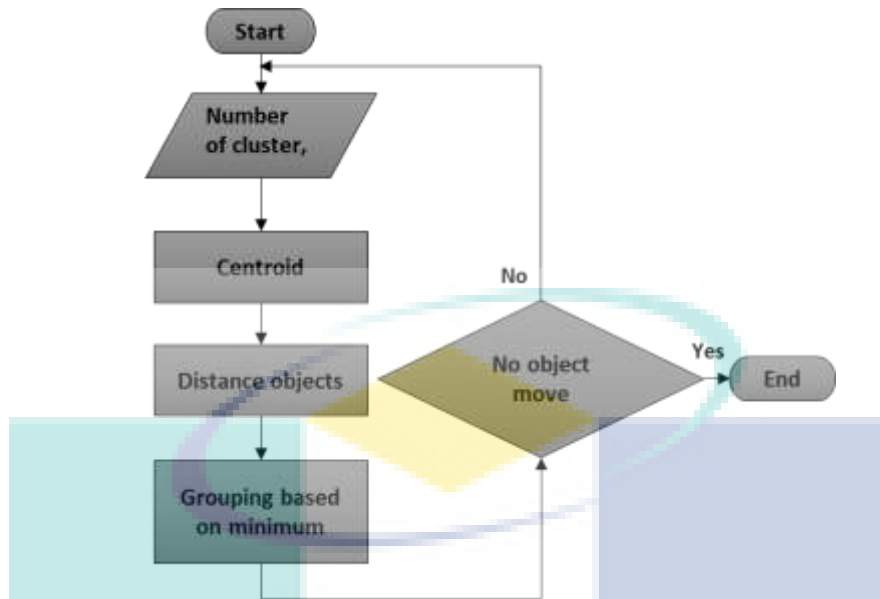 Start
Number
of cluster,
Centroid
Distance objects
Grouping based
on minimum
No
No object
move
Yes
End